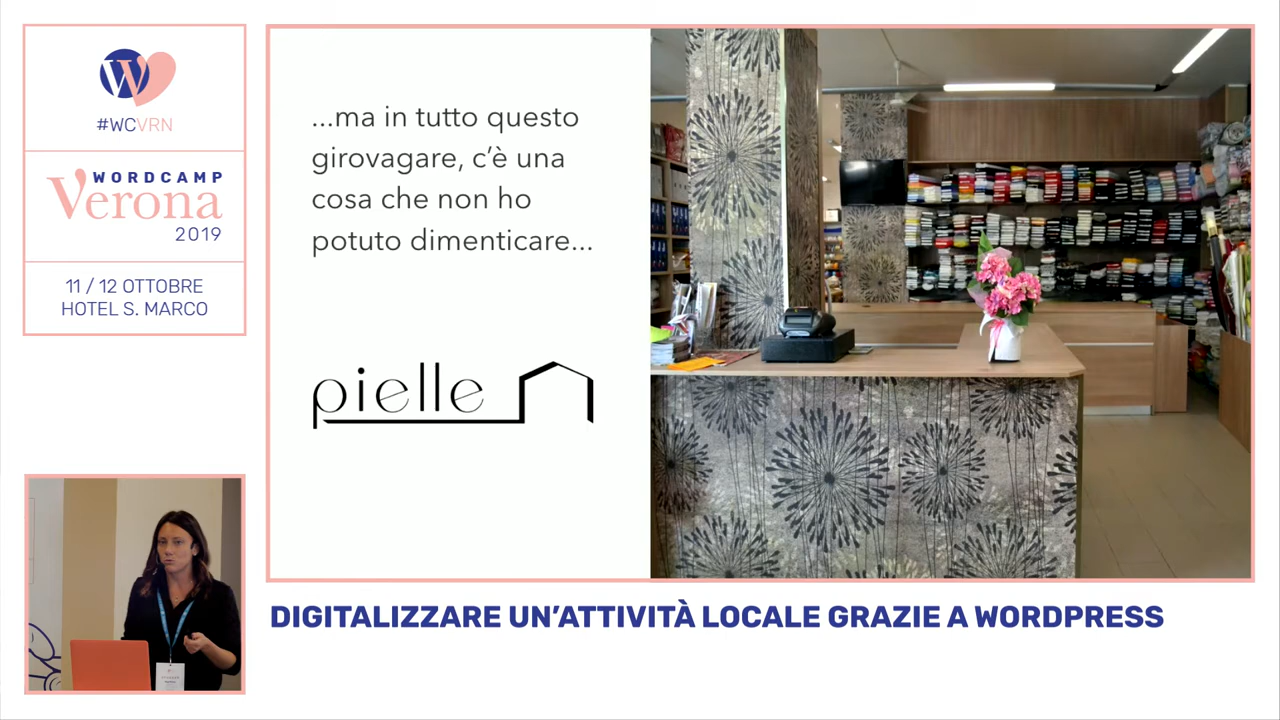 #WCVRN
WORDCAMP
Verona
2019
11 / 12 OTTOBRE
HOTEL S. MARCO
...ma in tutto questo
girovagare, c'è una
cosa che non ho
potuto dimenticare...
pielle
DIGITALIZZARE UN'ATTIVITÀ LOCALE GRAZIE A WORDPRESS